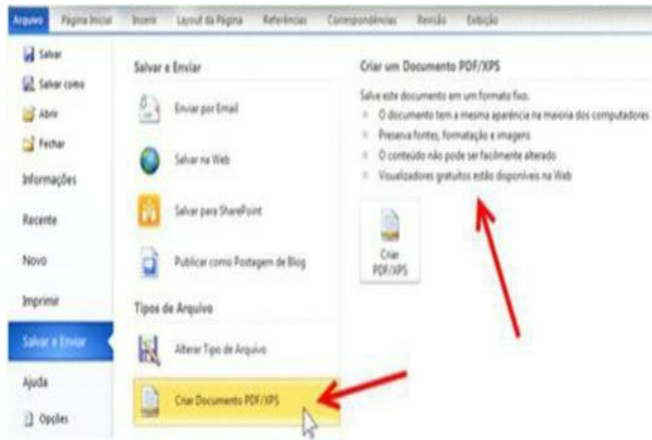 Arquivo Página Inicial Inserir Layout da Página Referências Correspondências Revisão Exibição
Salvar
Salvar como
Abrir
Fechar
Informações
Recente
Novo
Imprimir
Salvar e Enviar
Ajuda
Opções
Salvar e Enviar
Enviar por Email
Salvar na Web
Salvar para SharePoint
Publicar como Postagem de Blog
Tipos de Arquivo
Alterar Tipo de Arquivo
Criar Documento PDF/XPS
Criar um Documento PDF/XPS
Salve este documento em um formato fixo.
O documento tem a mesma aparência na maioria dos computadores
Preserva fontes, formatação e imagens
O conteúdo não pode ser facilmente alterado
Visualizadores gratuitos estão disponíveis na Web
Criar
PDF/XPS